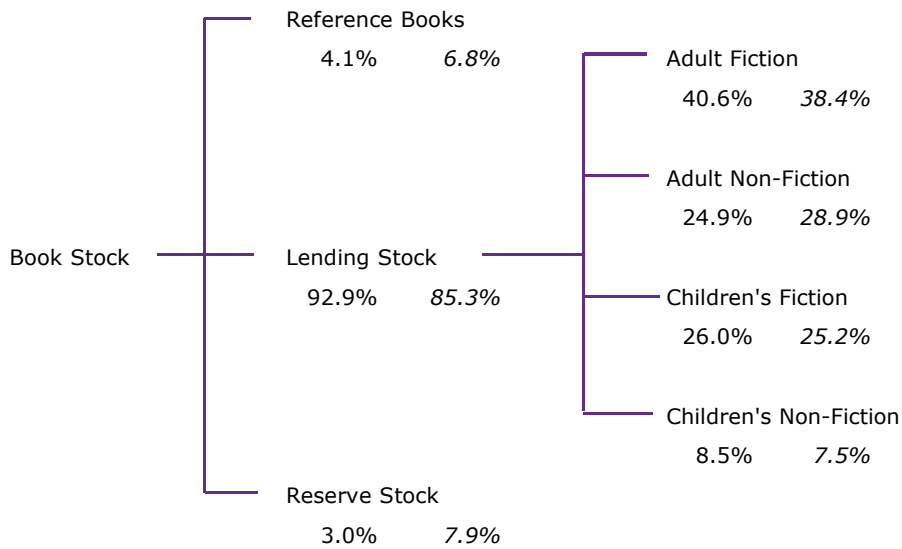 Reference Books
4.1% 6.8%
Adult Fiction
40.6% 38.4%
Adult Non-Fiction
24.9% 28.9%
Book Stock
Lending Stock
92.9% 85.3%
Children's Fiction
26.0% 25.2%
Children's Non-Fiction
8.5% 7.5%
Reserve Stock
3.0% 7.9%